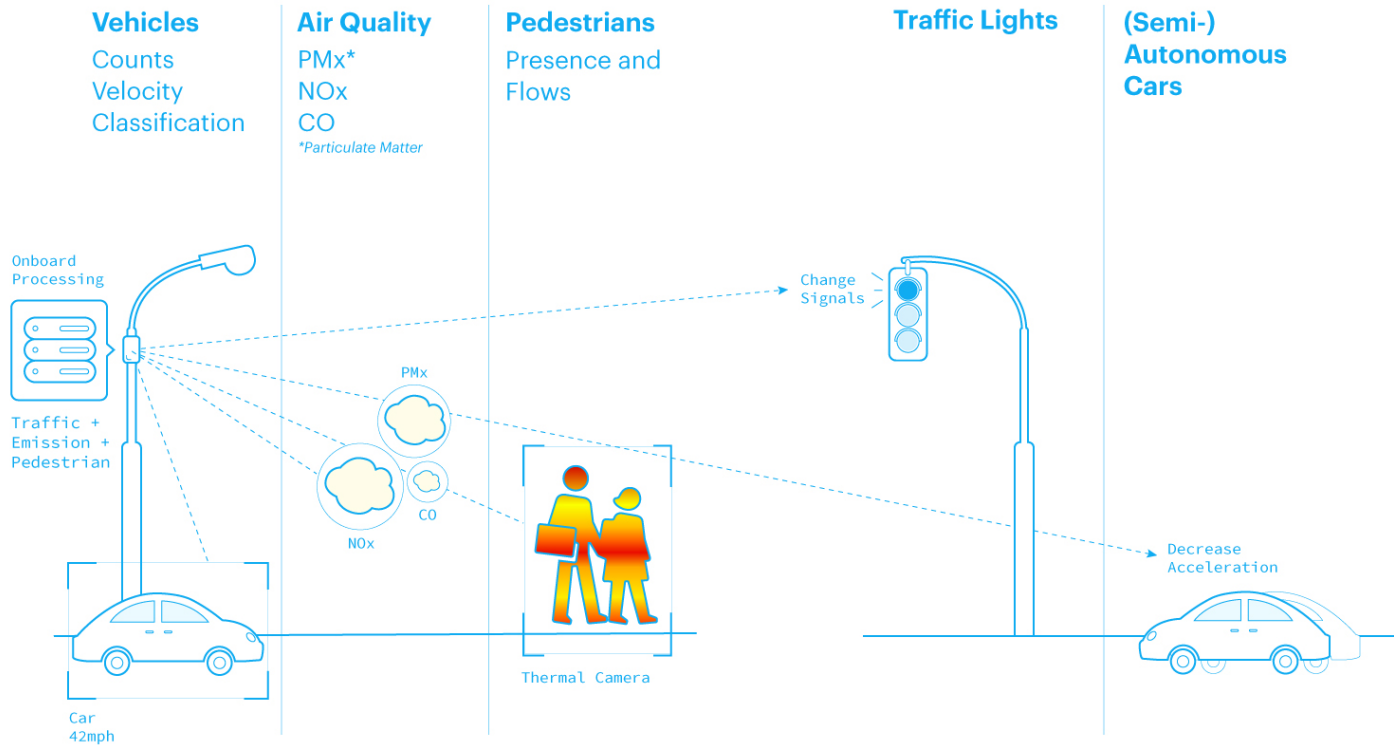 Vehicles
Counts
Velocity
Classification
Air Quality
PMx*
NOx
CO
*Particulate Matter
Pedestrians
Presence and
Flows
Traffic Lights
(Semi-)
Autonomous
Cars
Onboard
Processing
Traffic +
Emission +
Pedestrian
Change
Signals
PMx
NOx
CO
Decrease
Acceleration
Thermal Camera
Car
42mph